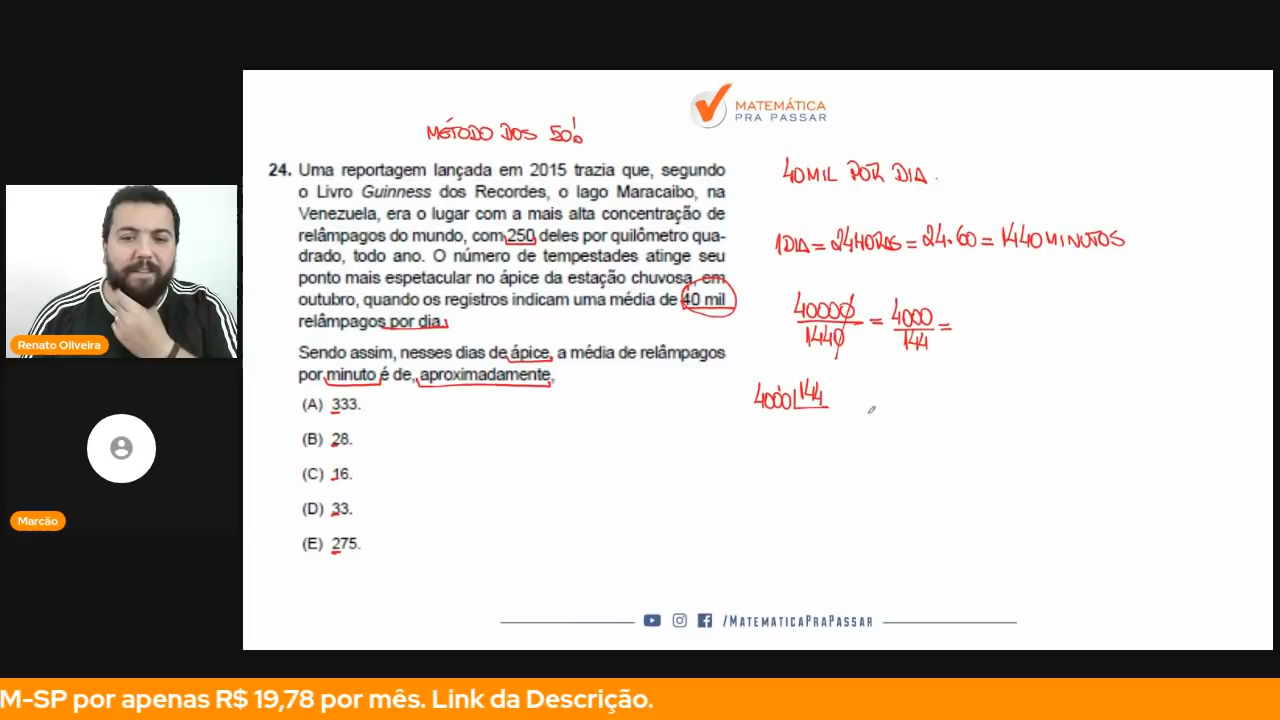 MATEMÁTICA
PRA PASSAR
MÉTODO DOS 50%
24. Uma reportagem lançada em 2015 trazia que, segundo
o Livro Guinness dos Recordes, o lago Maracaibo, na
Venezuela, era o lugar com a mais alta concentração de
relâmpagos do mundo, com 250 deles por quilômetro qua-
drado, todo ano. O número de tempestades atinge seu
ponto mais espetacular no ápice da estação chuvosa, em
outubro, quando os registros indicam uma média de 40 mil
relâmpagos por dia.
Sendo assim, nesses dias de ápice, a média de relâmpagos
por minuto é de, aproximadamente,
(A) 333.
(B) 28.
(C) 16.
(D) 33.
(E) 275.
40 MIL POR DIA.
1 DIA = 24 HORAS = 24.60 = 1440 MINUTOS
40000/1440 = 4000/144 =
4000 144
Renato Oliveira
Marcão
/MATEMATICAPRAPASSAR
M-SP por apenas R$ 19,78 por mês. Link da Descrição.